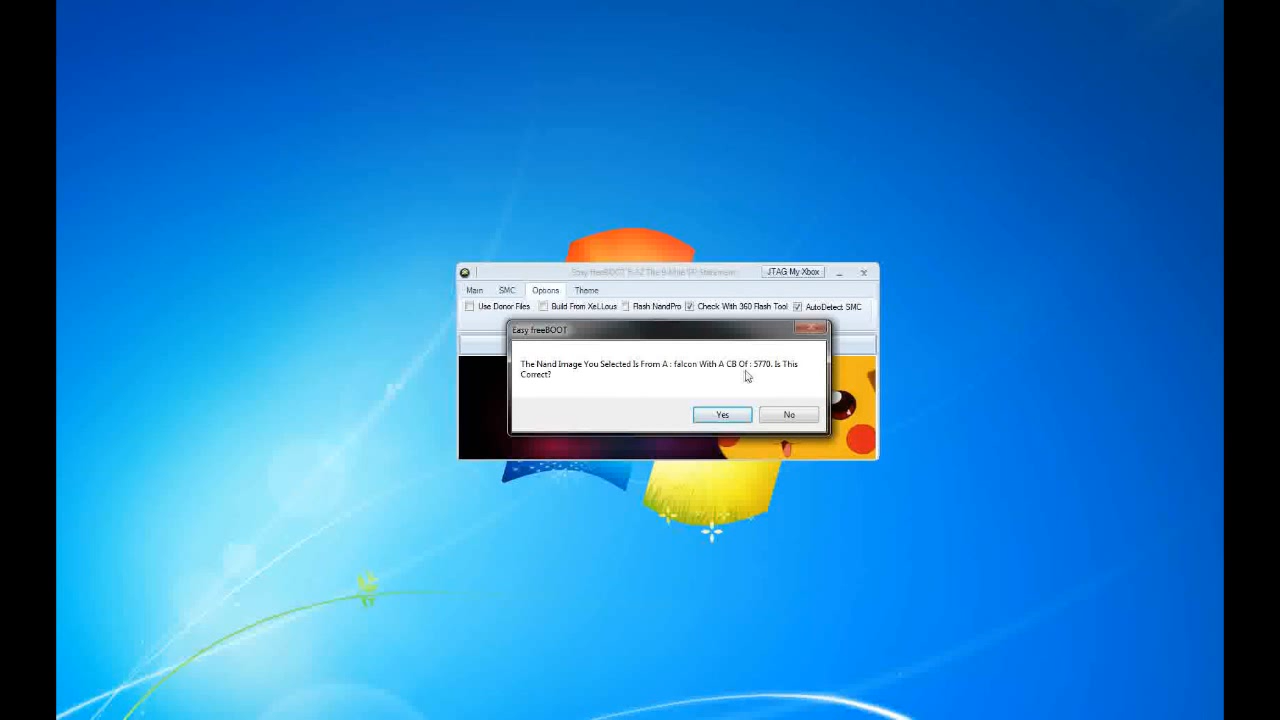 JTAG My Xbox
Main SMC Options Theme
Use Donor Files Build From XeLLous Flash NandPro Check With 360 Flash Tool AutoDetect SMC
Easy freeBOOT
The Nand Image You Selected Is From A : falcon With A CB Of : 5770. Is This
Correct?
Yes No